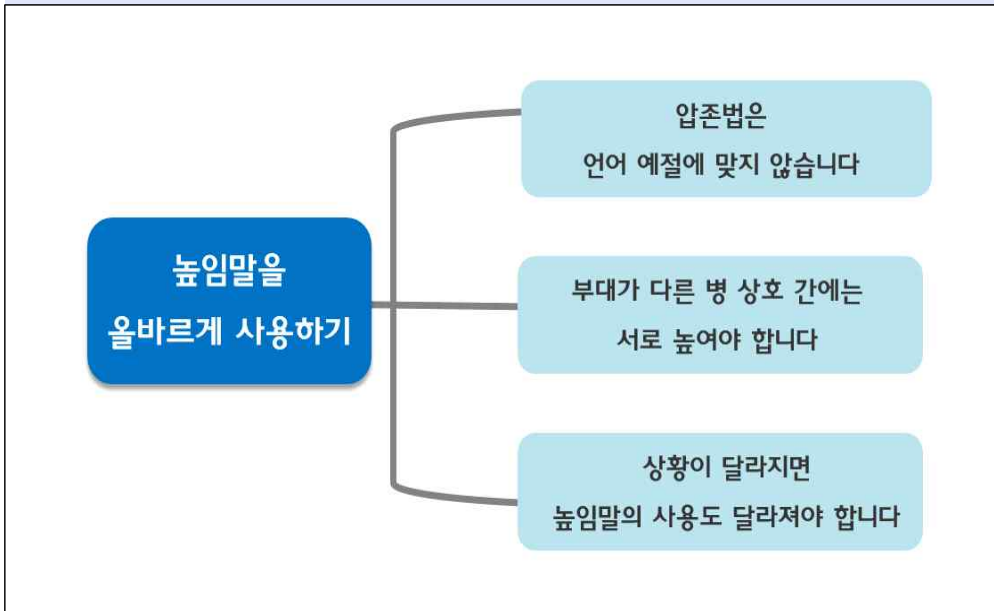 높임말을
올바르게 사용하기
압존법은
언어 예절에 맞지 않습니다
부대가 다른 병 상호 간에는
서로 높여야 합니다
상황이 달라지면
높임말의 사용도 달라져야 합니다